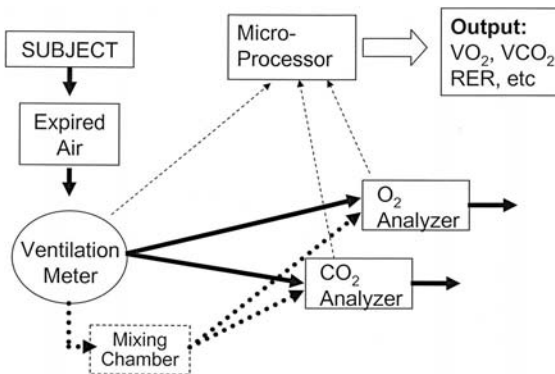 SUBJECT
Expired
Air
Ventilation
Meter
Mixing
Chamber
Micro-
Processor
Output:
VO₂, VCO₂
RER, etc
O₂
Analyzer
CO₂
Analyzer